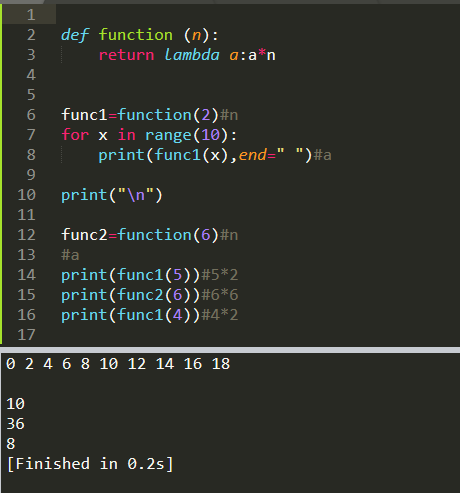 1
2 def function (n):
3 return lambda a:a*n
4
5
6 func1=function(2)#n
7 for x in range(10):
8 print(func1(x),end=" ")#a
9
10 print("\n")
11
12 func2=function(6)#n
13 #a
14 print(func1(5))#5*2
15 print(func2(6))#6*6
16 print(func1(4))#4*2
17
0 2 4 6 8 10 12 14 16 18
10
36
8
[Finished in 0.2s]